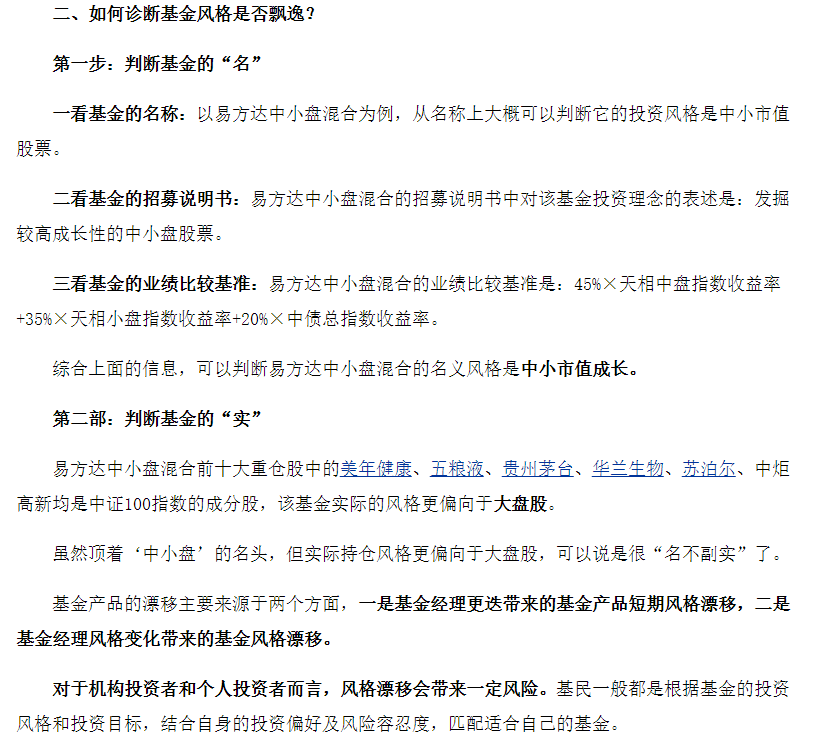 二、如何诊断基金风格是否飘逸?
第一步：判断基金的“名”
一看基金的名称：以易方达中小盘混合为例，从名称上大概可以判断它的投资风格是中小市值
股票。
二看基金的招募说明书：易方达中小盘混合的招募说明书中对该基金投资理念的表述是：发掘
较高成长性的中小盘股票。
三看基金的业绩比较基准：易方达中小盘混合的业绩比较基准是：45%×天相中盘指数收益率
+35%×天相小盘指数收益率+20%×中债总指数收益率。
综合上面的信息，可以判断易方达中小盘混合的名义风格是中小市值成长。
第二部：判断基金的“实”
易方达中小盘混合前十大重仓股中的美年健康、五粮液、贵州茅台、华兰生物、苏泊尔、中炬
高新均是中证100指数的成分股，该基金实际的风格更偏向于大盘股。
虽然顶着‘中小盘’的名头，但实际持仓风格更偏向于大盘股，可以说是很“名不副实”了。
基金产品的漂移主要来源于两个方面，一是基金经理更迭带来的基金产品短期风格漂移，二是
基金经理风格变化带来的基金风格漂移。
对于机构投资者和个人投资者而言，风格漂移会带来一定风险。基民一般都是根据基金的投资
风格和投资目标，结合自身的投资偏好及风险容忍度，匹配适合自己的基金。